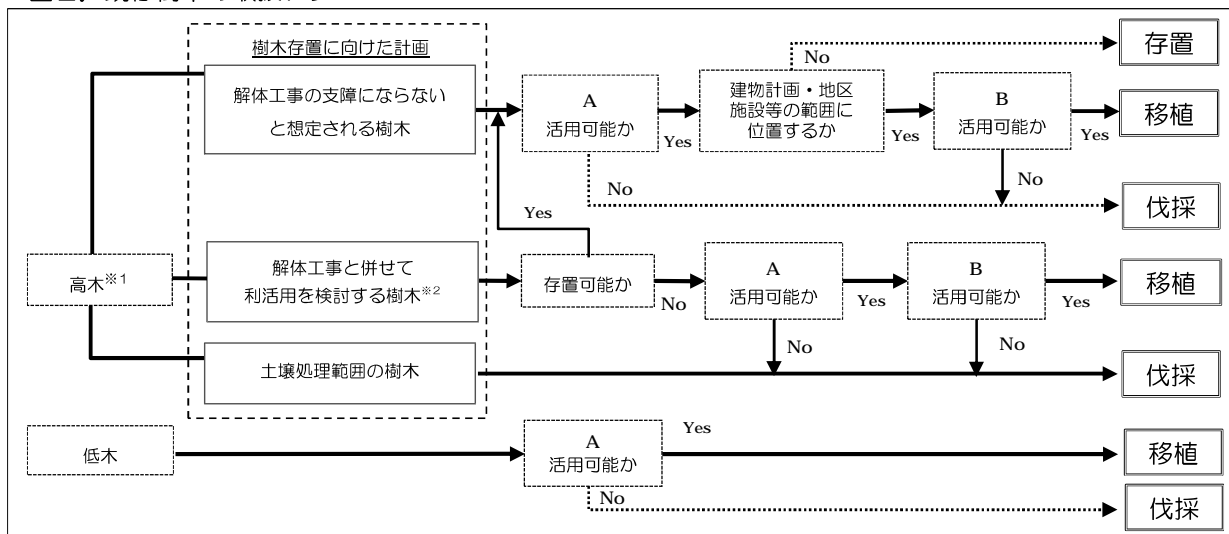 樹木存置に向けた計画
解体工事の支障にならない
と想定される樹木
A
活用可能か
Yes
No
建物計画・地区
施設等の範囲に
位置するか
No
Yes
B
活用可能か
Yes
No
存置
移植
伐採
高木※1
解体工事と併せて
利活用を検討する樹木※2
存置可能か
Yes
No
A
活用可能か
Yes
No
B
活用可能か
Yes
No
移植
土壌処理範囲の樹木
伐採
低木
A
活用可能か
Yes
No
移植
伐採